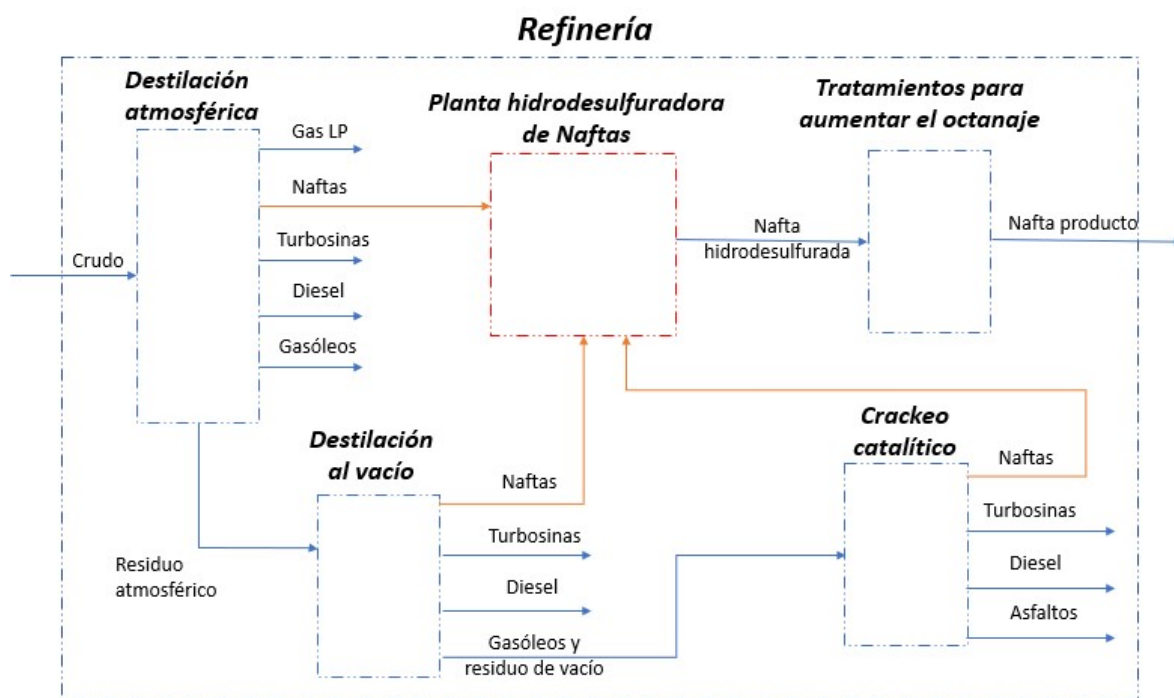 Refinería
Destilación
atmosférica
Planta hidrodesulfuradora
de Naftas
Tratamientos para
aumentar el octanaje
Gas LP
Naftas
Turbosinas
Crudo
Diesel
Gasóleos
Nafta
hidrodesulfurada
Nafta producto
Destilación
al vacío
Crackeo
catalítico
Residuo
atmosférico
Naftas
Turbosinas
Diesel
Gasóleos y
residuo de vacío
Naftas
Turbosinas
Diesel
Asfaltos